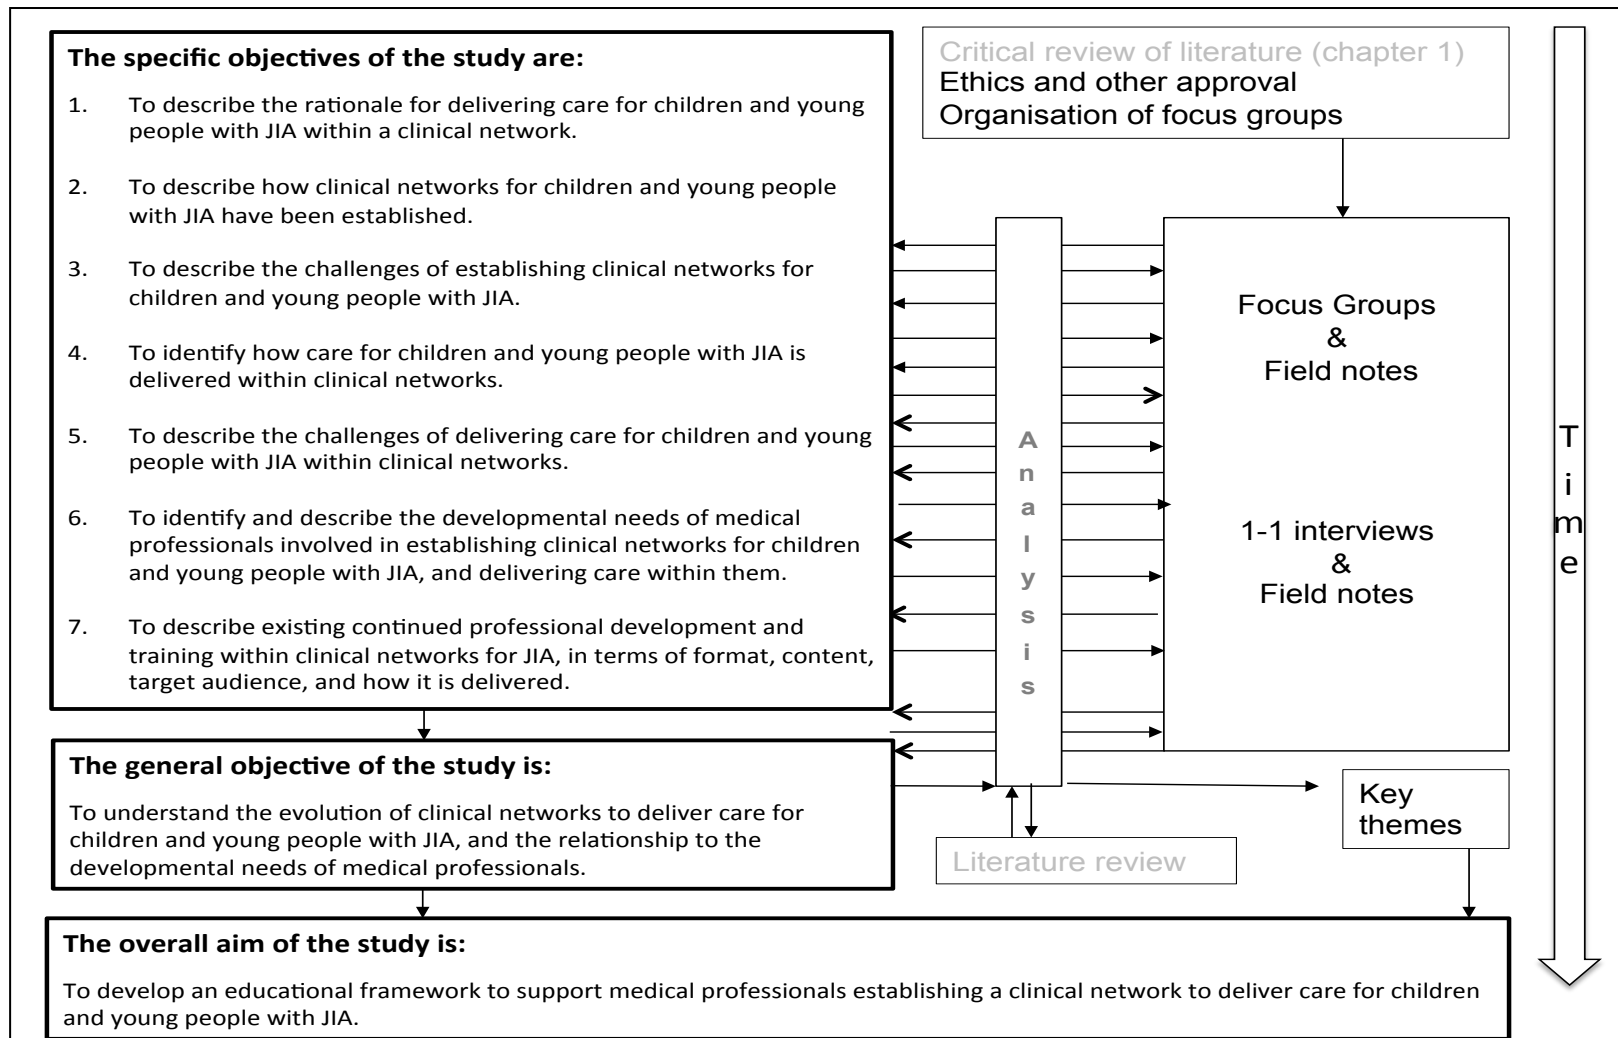 The specific objectives of the study are:
1. To describe the rationale for delivering care for children and young
people with JIA within a clinical network.
2. To describe how clinical networks for children and young people
with JIA have been established.
3. To describe the challenges of establishing clinical networks for
children and young people with JIA.
4. To identify how care for children and young people with JIA is
delivered within clinical networks.
5. To describe the challenges of delivering care for children and young
people with JIA within clinical networks.
6. To identify and describe the developmental needs of medical
professionals involved in establishing clinical networks for children
and young people with JIA, and delivering care within them.
7. To describe existing continued professional development and
training within clinical networks for JIA, in terms of format, content,
target audience, and how it is delivered.
Critical review of literature (chapter 1)
Ethics and other approval
Organisation of focus groups
Analysis
Focus Groups
&
Field notes
1-1 interviews
&
Field notes
Time
The general objective of the study is:
To understand the evolution of clinical networks to deliver care for
children and young people with JIA, and the relationship to the
developmental needs of medical professionals.
Literature review
Key
themes
The overall aim of the study is:
To develop an educational framework to support medical professionals establishing a clinical network to deliver care for children
and young people with JIA.